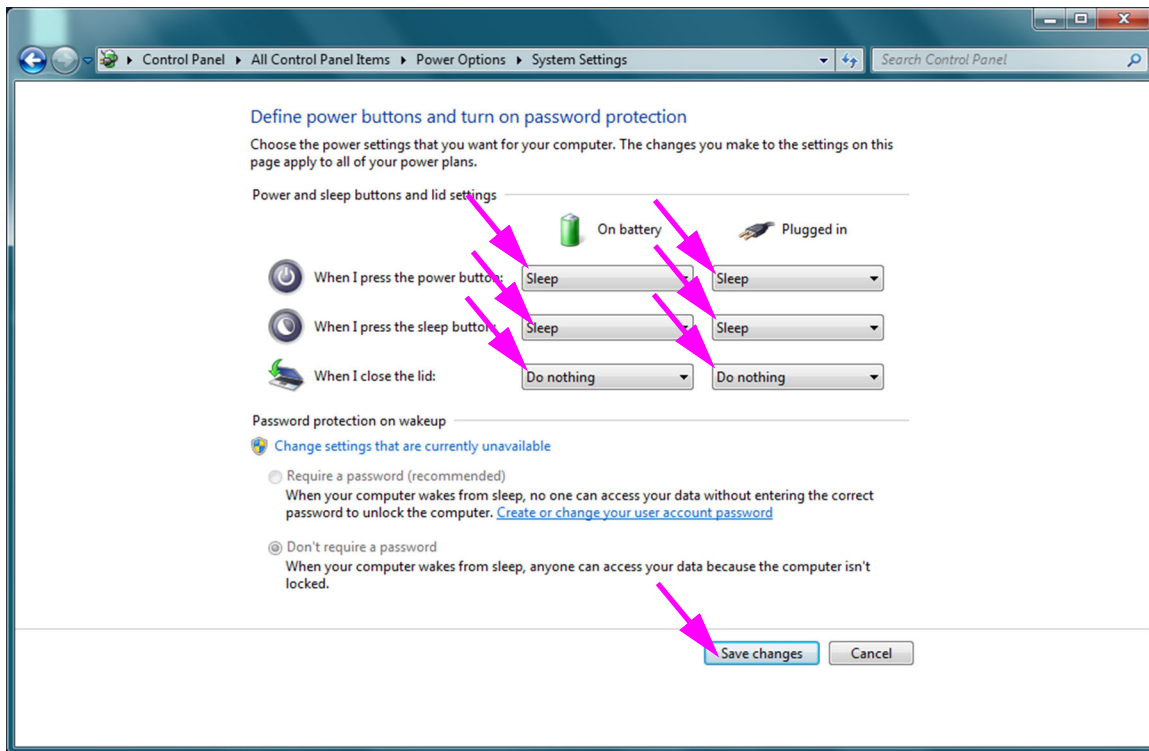 Control Panel All Control Panel Items Power Options System Settings Search Control Panel
Define power buttons and turn on password protection
Choose the power settings that you want for your computer. The changes you make to the settings on this
page apply to all of your power plans.
Power and sleep buttons and lid settings
On battery Plugged in
When I press the power button: Sleep Sleep
When I press the sleep button: Sleep Sleep
When I close the lid: Do nothing Do nothing
Password protection on wakeup
Change settings that are currently unavailable
Require a password (recommended)
When your computer wakes from sleep, no one can access your data without entering the correct
password to unlock the computer. Create or change your user account password
Don't require a password
When your computer wakes from sleep, anyone can access your data because the computer isn't
locked.
Save changes Cancel